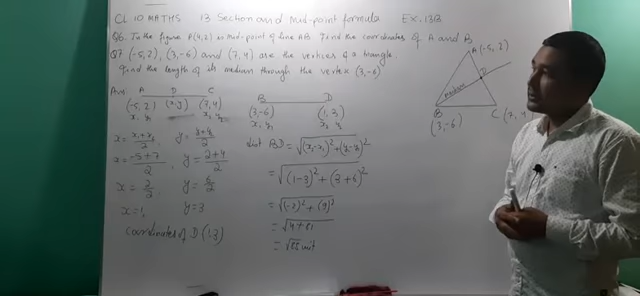 CL 10 MATHS 13 Section and Mid-point formula Ex. 13B
Q6. In the figure P(4,2) is mid-point of line AB find the coordinates of A and B
Q7 (-5,2), (3,-6) and (7,4) are the vertices of a triangle.
find the length of its median through the vertex (3,-6)
Ans. A D C
(-5,2) (x,y) (7,4)
x₁ y₁ x₂ y₂
x = x₁+x₂/2 y = y₁+y₂/2
x = -5+7/2 y = 2+4/2
x = 2/2 y = 6/2
x = 1, y = 3
coordinates of D (1,3)
B D
(3,-6) (1,3)
x₁ y₁ x₂ y₂
BD = √(x₂-x₁)² + (y₂-y₁)²
= √(1-3)² + (3+6)²
= √(-2)² + (9)²
= √4+81
= √85 unit
A (-5,2)
D
Median
B
(3,-6)
C (7,4